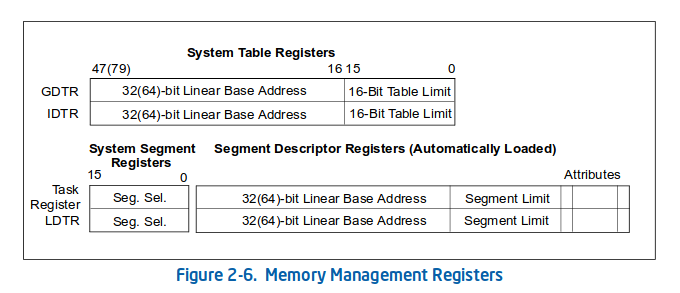 System Table Registers
47(79) 16 15 0
GDTR 32(64)-bit Linear Base Address 16-Bit Table Limit
IDTR 32(64)-bit Linear Base Address 16-Bit Table Limit
System Segment
Registers
Segment Descriptor Registers (Automatically Loaded)
15 0
Attributes
Task
Register
Seg. Sel. 32(64)-bit Linear Base Address Segment Limit
LDTR Seg. Sel. 32(64)-bit Linear Base Address Segment Limit
Figure 2-6. Memory Management Registers